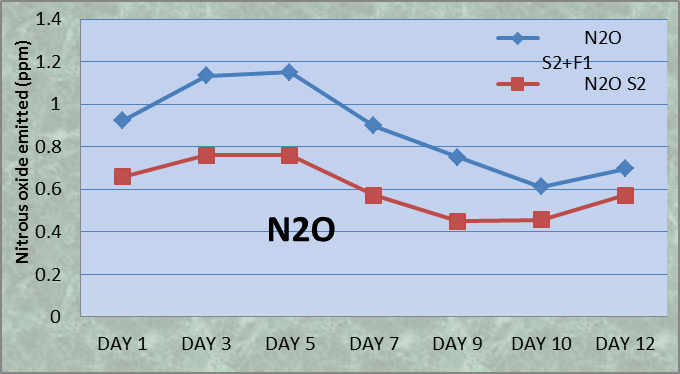 1.4
1.2
1
0.8
0.6
0.4
0.2
0
Nitrous oxide emitted (ppm)
N2O
S2+F1
N2O S2
N2O
DAY 1 DAY 3 DAY 5 DAY 7 DAY 9 DAY 10 DAY 12